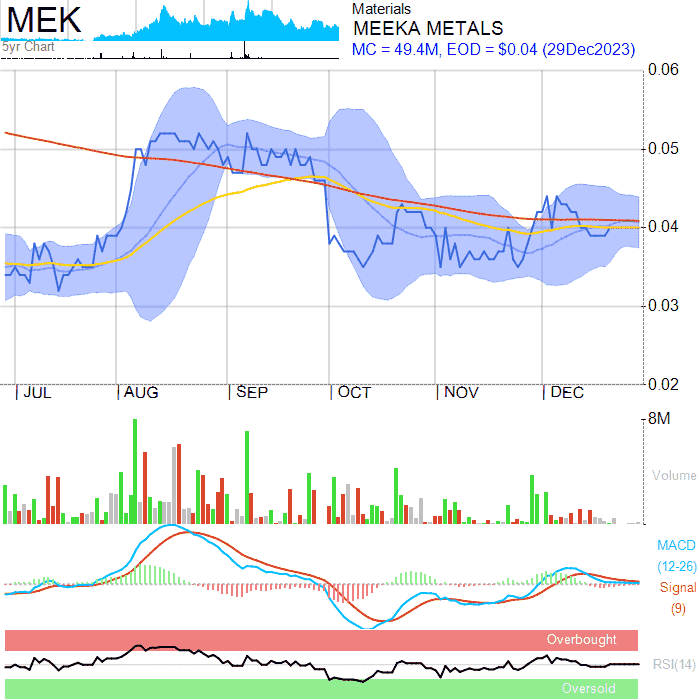 MEK
5yr Chart
Materials
MEEKA METALS
MC = 49.4M, EOD = $0.04 (29Dec2023)
0.06
0.05
0.04
0.03
0.02
JUL AUG SEP OCT NOV DEC
8M
Volume
MACD
(12-26)
Signal
(9)
Overbought
RSI(14)
Oversold